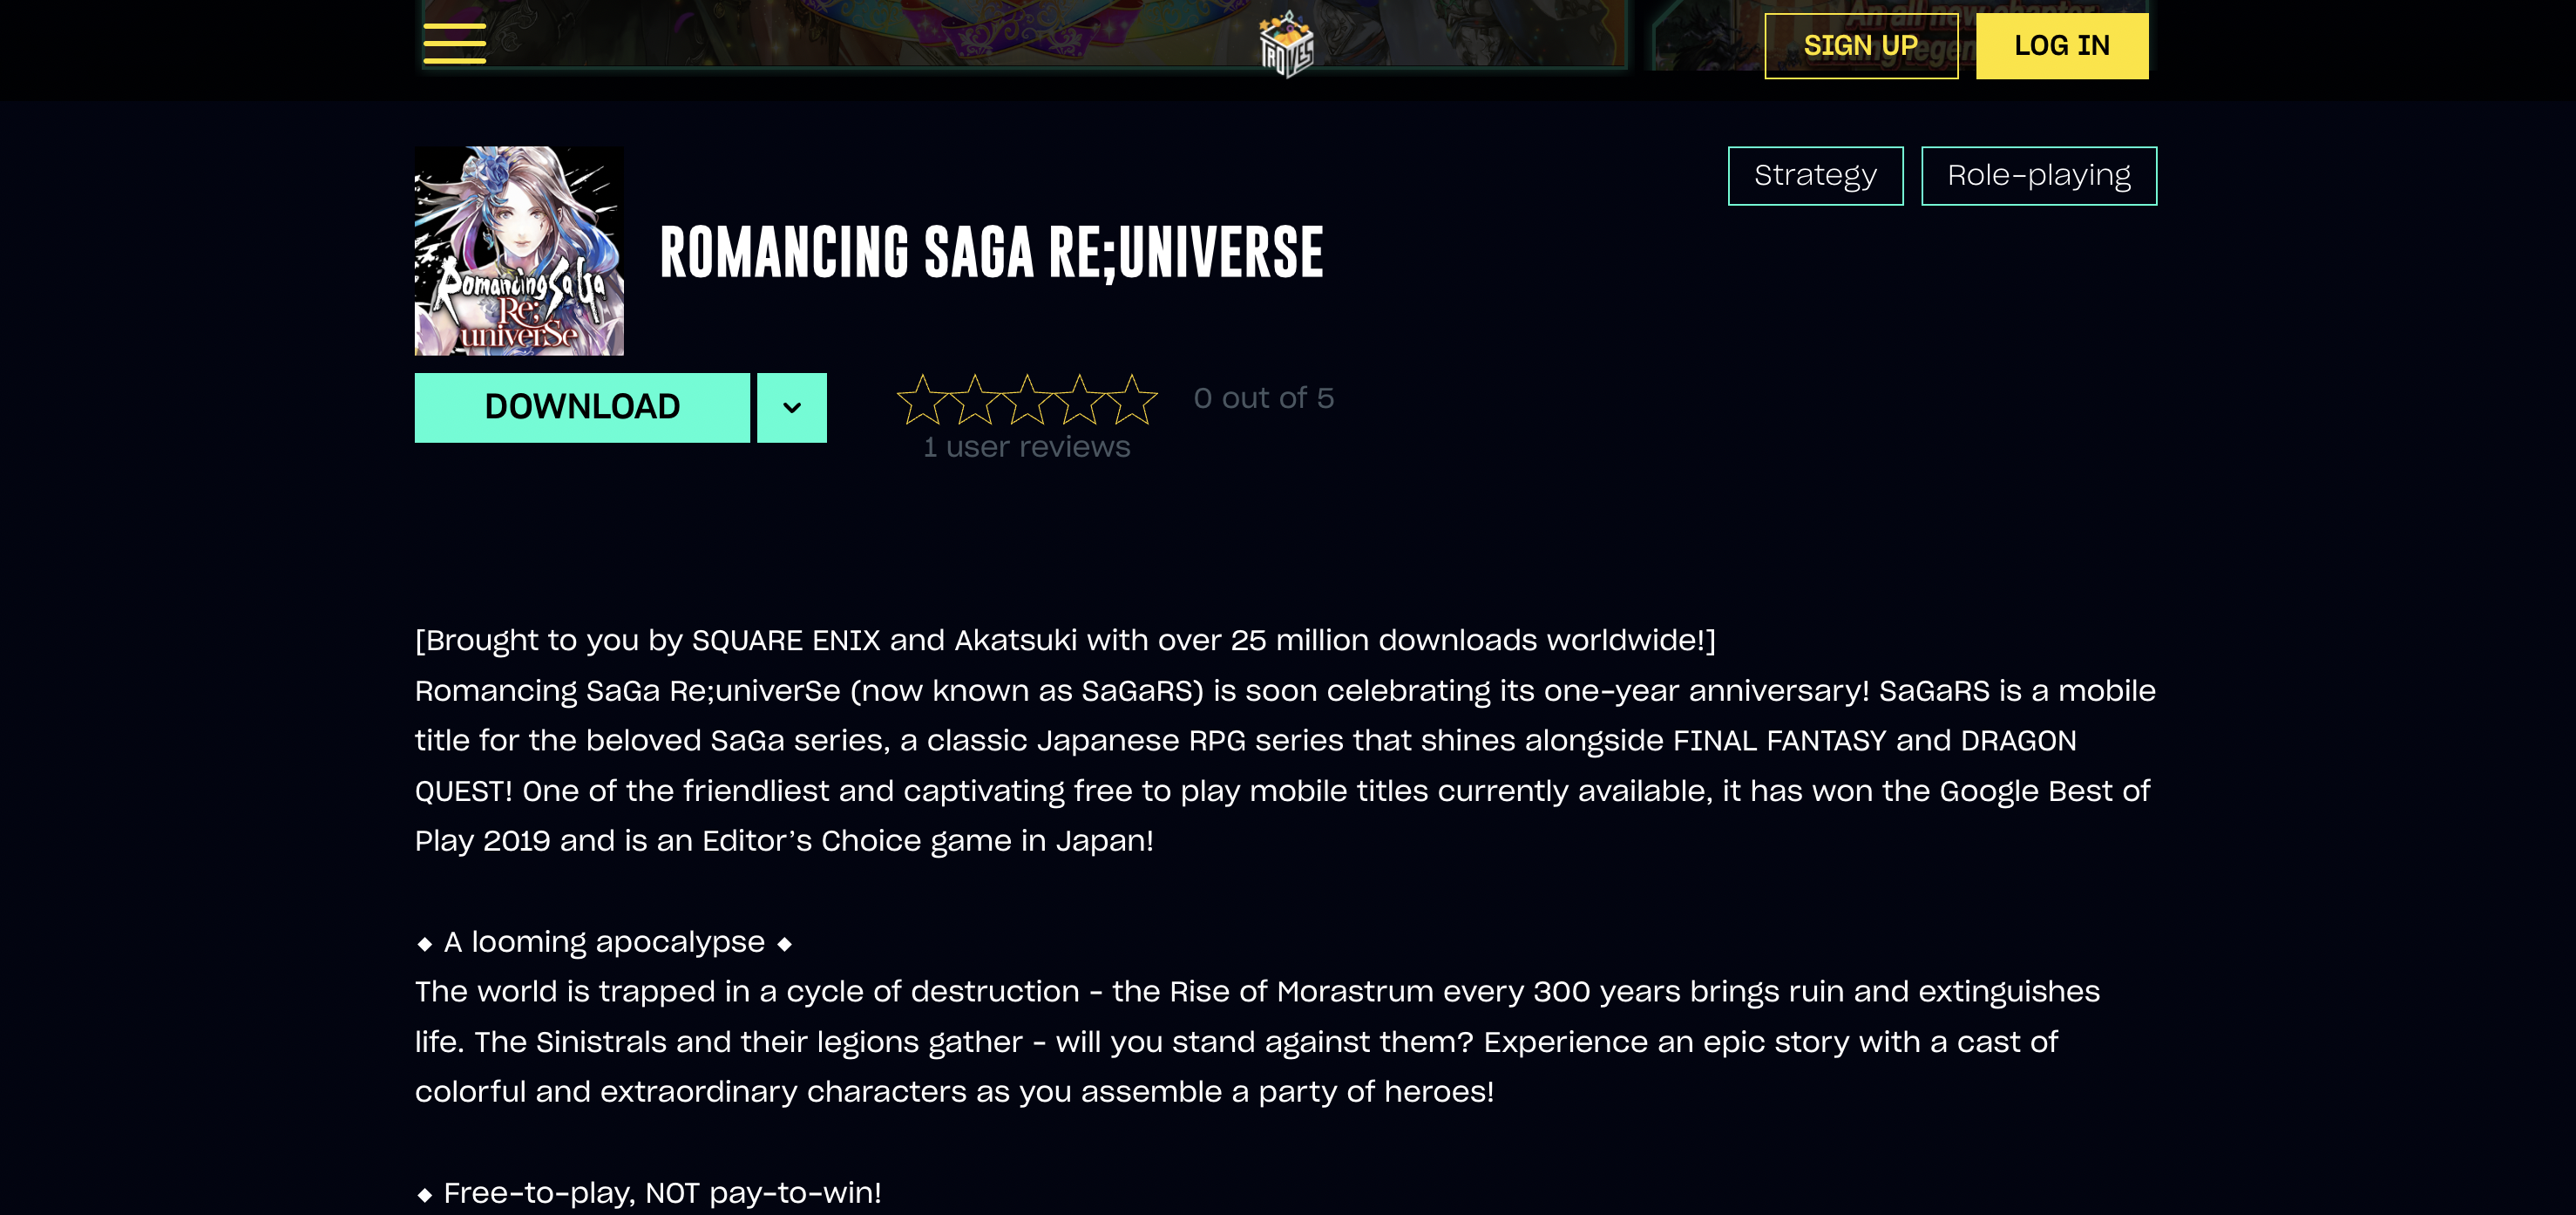 An all new chapter
TROVES
SIGN UP
LOG IN
Strategy
Role-playing
Romancing SaGa
Re;
univerSe
ROMANCING SAGA RE;UNIVERSE
DOWNLOAD
0 out of 5
1 user reviews
[Brought to you by SQUARE ENIX and Akatsuki with over 25 million downloads worldwide!]
Romancing SaGa Re;univerSe (now known as SaGaRS) is soon celebrating its one-year anniversary! SaGaRS is a mobile
title for the beloved SaGa series, a classic Japanese RPG series that shines alongside FINAL FANTASY and DRAGON
QUEST! One of the friendliest and captivating free to play mobile titles currently available, it has won the Google Best of
Play 2019 and is an Editor’s Choice game in Japan!
◆ A looming apocalypse ◆
The world is trapped in a cycle of destruction - the Rise of Morastrum every 300 years brings ruin and extinguishes
life. The Sinistrals and their legions gather - will you stand against them? Experience an epic story with a cast of
colorful and extraordinary characters as you assemble a party of heroes!
◆ Free-to-play, NOT pay-to-win!